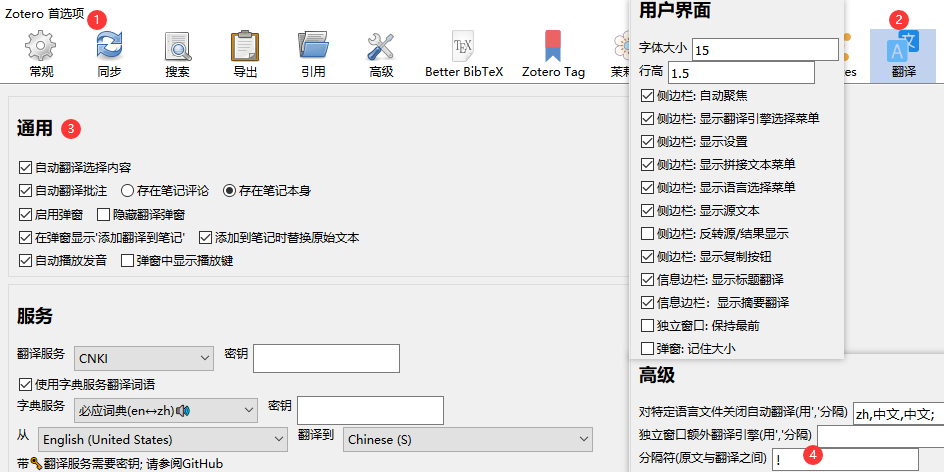 Zotero 首选项
1
2
常规
同步
搜索
导出
引用
高级
Better BibTeX
Zotero Tag
茉莉
es
翻译
通用 3
自动翻译选择内容
自动翻译批注 存在笔记评论 存在笔记本身
启用弹窗 隐藏翻译弹窗
在弹窗显示'添加翻译到笔记' 添加到笔记时替换原始文本
自动播放发音 弹窗中显示播放键
服务
翻译服务 CNKI 密钥
使用字典服务翻译词语
字典服务 必应词典(en↔zh)🔊 密钥
从 English (United States) 翻译到 Chinese (S)
带🔑翻译服务需要密钥; 请参阅GitHub
用户界面
字体大小 15
行高 1.5
侧边栏: 自动聚焦
侧边栏: 显示翻译引擎选择菜单
侧边栏: 显示设置
侧边栏: 显示拼接文本菜单
侧边栏: 显示语言选择菜单
侧边栏: 显示源文本
侧边栏: 反转源/结果显示
侧边栏: 显示复制按钮
信息边栏: 显示标题翻译
信息边栏: 显示摘要翻译
独立窗口: 保持最前
弹窗: 记住大小
高级
对特定语言文件关闭自动翻译(用','分隔) zh,中文,中文;
独立窗口额外翻译引擎(用','分隔)
分隔符(原文与翻译之间) ! 4